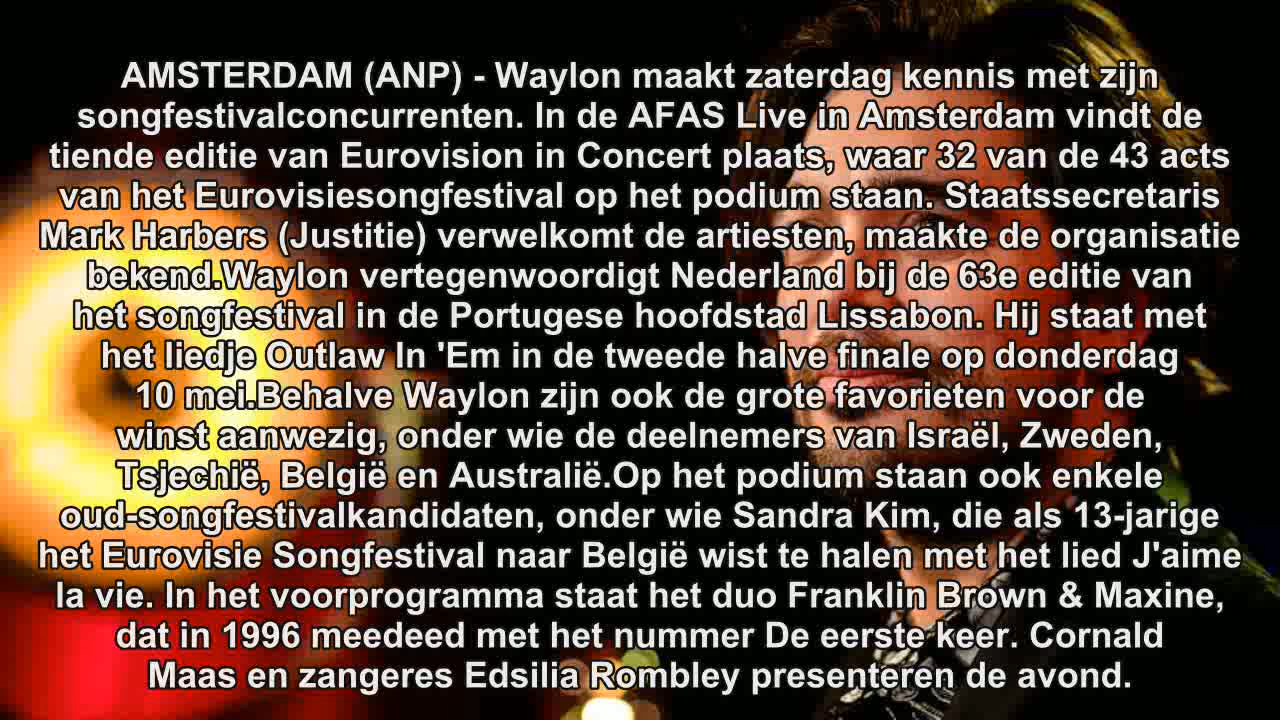 AMSTERDAM (ANP) - Waylon maakt zaterdag kennis met zijn
songfestivalconcurrenten. In de AFAS Live in Amsterdam vindt de
tiende editie van Eurovision in Concert plaats, waar 32 van de 43 acts
van het Eurovisiesongfestival op het podium staan. Staatssecretaris
Mark Harbers (Justitie) verwelkomt de artiesten, maakte de organisatie
bekend.Waylon vertegenwoordigt Nederland bij de 63e editie van
het songfestival in de Portugese hoofdstad Lissabon. Hij staat met
het liedje Outlaw In 'Em in de tweede halve finale op donderdag
10 mei.Behalve Waylon zijn ook de grote favorieten voor de
winst aanwezig, onder wie de deelnemers van Israël, Zweden,
Tsjechië, België en Australië.Op het podium staan ook enkele
oud-songfestivalkandidaten, onder wie Sandra Kim, die als 13-jarige
het Eurovisie Songfestival naar België wist te halen met het lied J'aime
la vie. In het voorprogramma staat het duo Franklin Brown & Maxine,
dat in 1996 meedeed met het nummer De eerste keer. Cornald
Maas en zangeres Edsilia Rombley presenteren de avond.